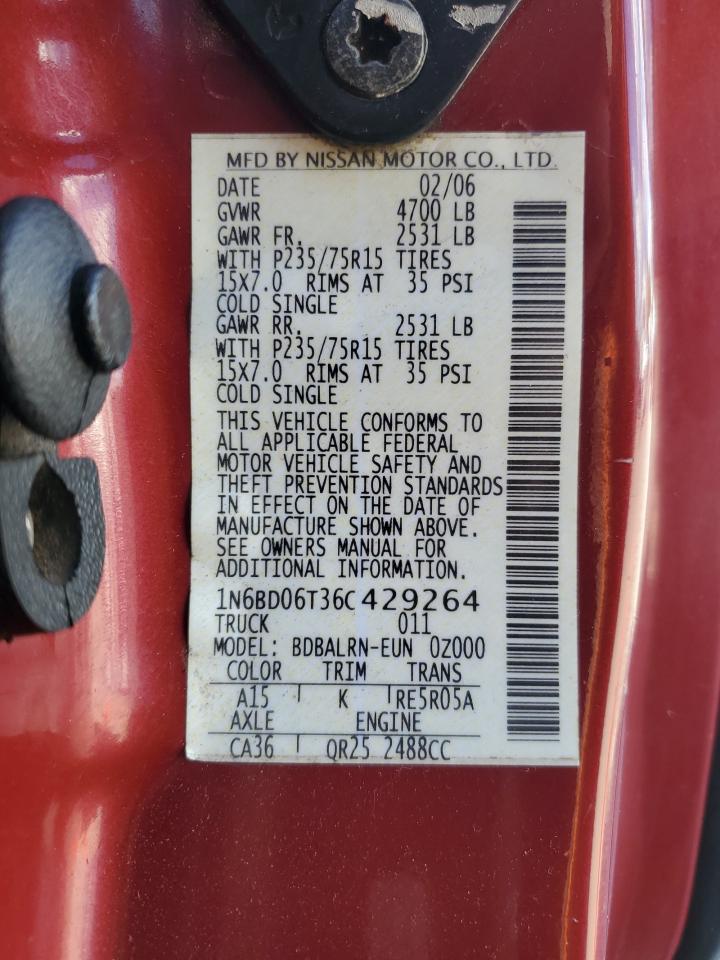 MFD BY NISSAN MOTOR CO., LTD.
DATE 02/06
GVWR 4700 LB
GAWR FR. 2531 LB
WITH P235/75R15 TIRES
15X7.0 RIMS AT 35 PSI
COLD SINGLE
GAWR RR. 2531 LB
WITH P235/75R15 TIRES
15X7.0 RIMS AT 35 PSI
COLD SINGLE
THIS VEHICLE CONFORMS TO
ALL APPLICABLE FEDERAL
MOTOR VEHICLE SAFETY AND
THEFT PREVENTION STANDARDS
IN EFFECT ON THE DATE OF
MANUFACTURE SHOWN ABOVE.
SEE OWNERS MANUAL FOR
ADDITIONAL INFORMATION.
1N6BD06T36C429264
TRUCK 011
MODEL: BDBALRN-EUN 0Z000
COLOR TRIM TRANS
A15 K RE5R05A
AXLE ENGINE
CA36 QR25 2488CC